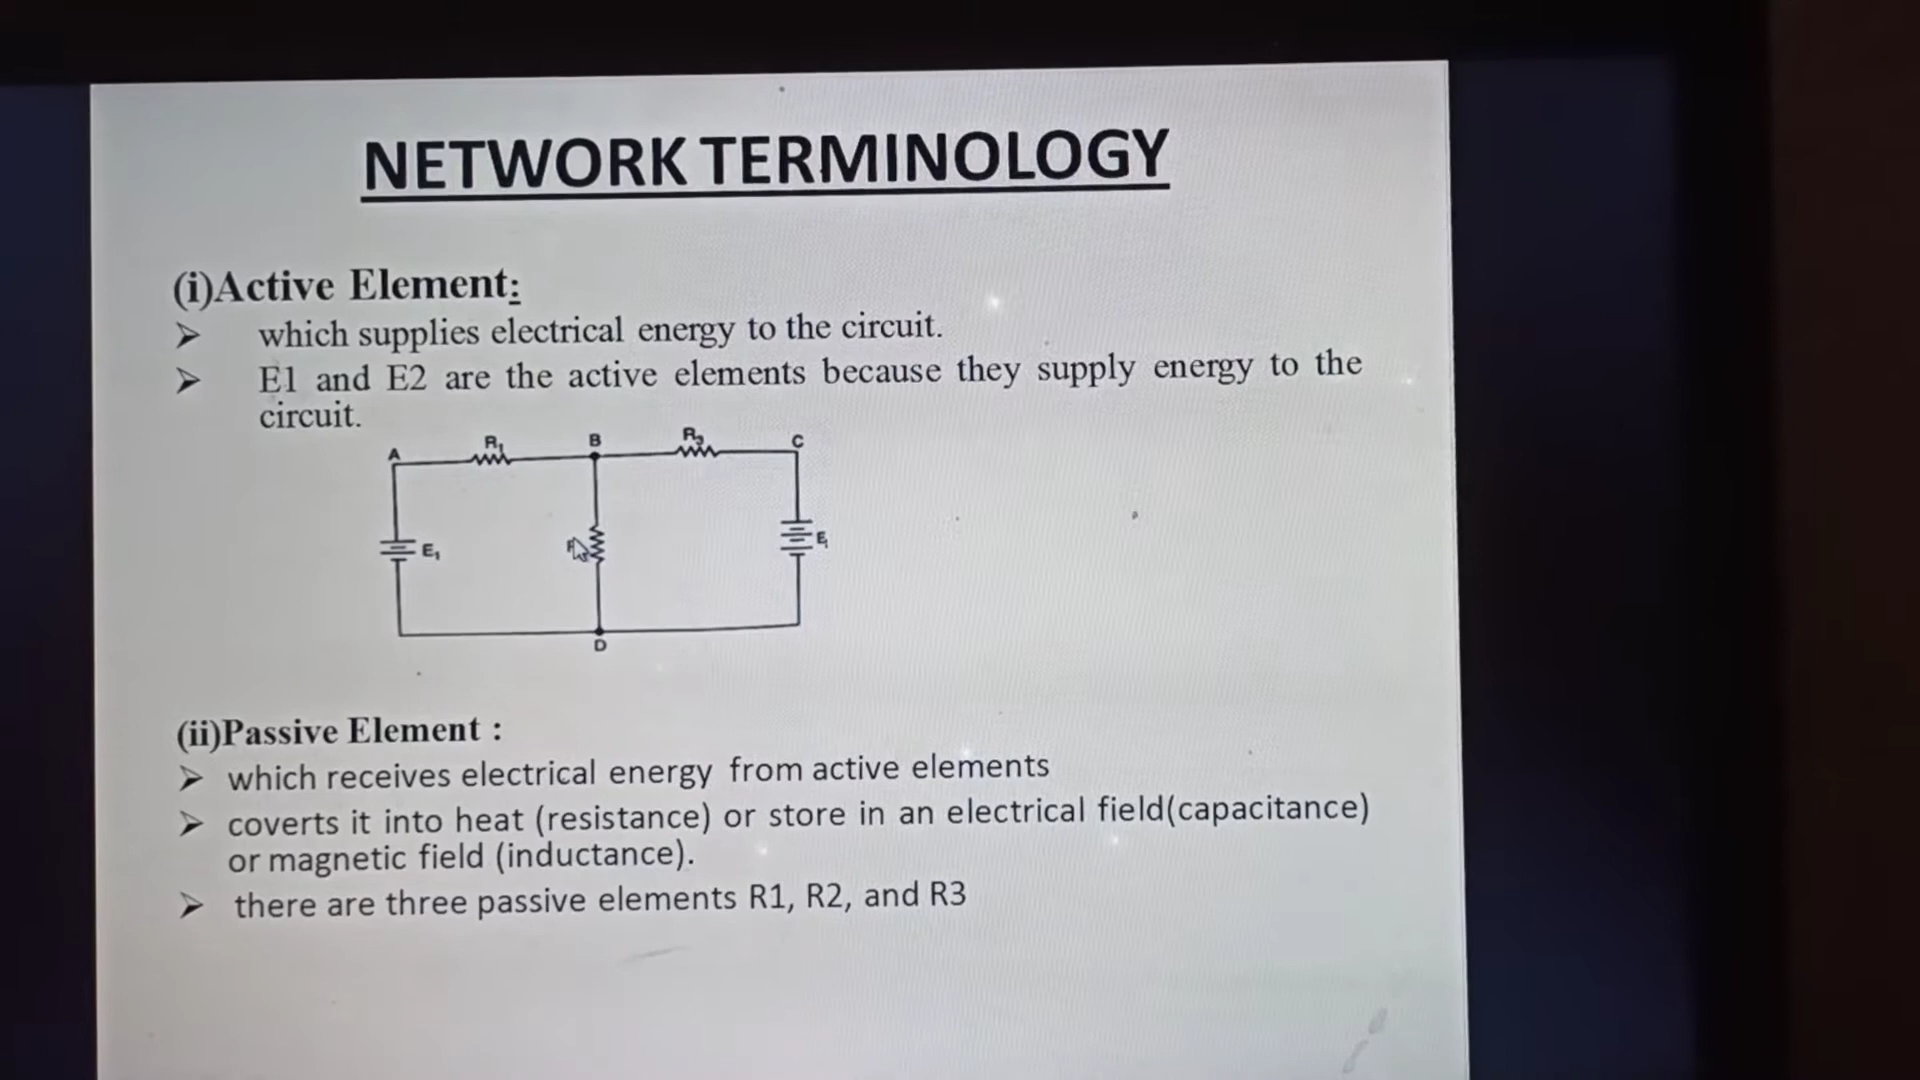 NETWORK TERMINOLOGY
(i)Active Element:
➤ which supplies electrical energy to the circuit.
➤ E1 and E2 are the active elements because they supply energy to the
circuit.
A R₁ B R₃ C
E₁ E
D
(ii)Passive Element :
➤ which receives electrical energy from active elements
➤ coverts it into heat (resistance) or store in an electrical field(capacitance)
or magnetic field (inductance).
➤ there are three passive elements R1, R2, and R3